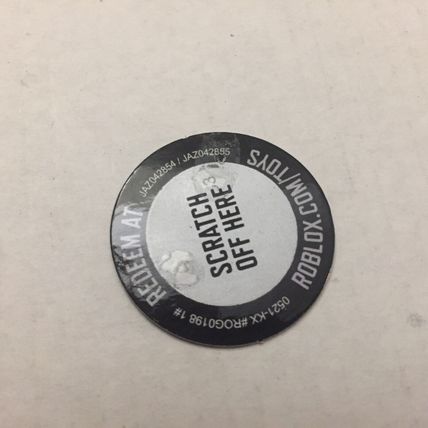 REDEEM AT
JAZ042854 / JAZ042855
ROBLOX.COM/TOYS
SCRATCH
OFF HERE
0521-KX #ROG0198 1#